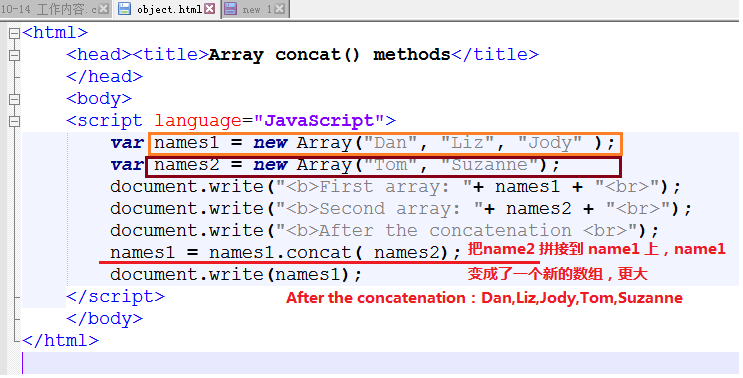 10-14 工作内容.c object.html new 1
<html>
<head><title>Array concat() methods</title>
</head>
<body>
<script language="JavaScript">
var names1 = new Array("Dan", "Liz", "Jody" );
var names2 = new Array("Tom", "Suzanne");
document.write("<b>First array: "+ names1 + "<br>");
document.write("<b>Second array: "+ names2 + "<br>");
document.write("<b>After the concatenation <br>");
names1 = names1.concat( names2); 把name2 拼接到 name1 上，name1
document.write(names1); 变成了一个新的数组，更大
</script> After the concatenation：Dan,Liz,Jody,Tom,Suzanne
</body>
</html>